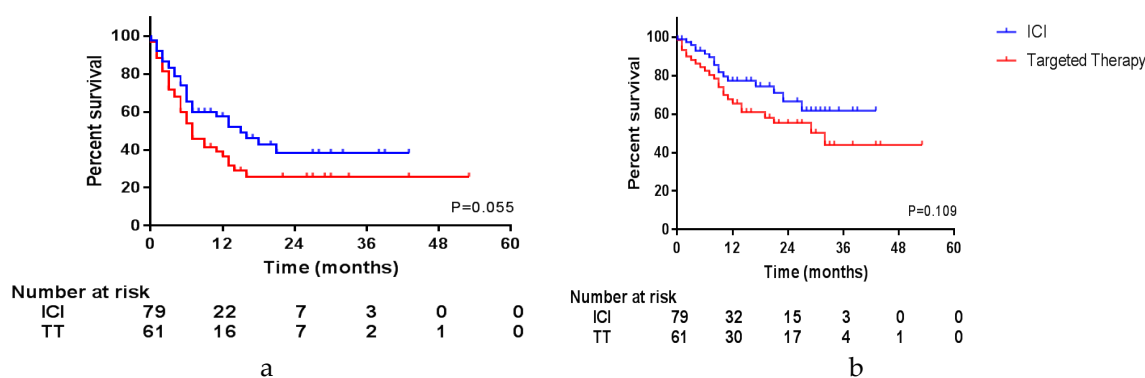 100
80
60
40
20
0
Percent survival
P=0.055
0 12 24 36 48 60
Time (months)
Number at risk
ICI 79 22 7 3 0 0
TT 61 16 7 2 1 0
a
100
80
60
40
20
0
Percent survival
P=0.109
0 12 24 36 48 60
Time (months)
Number at risk
ICI 79 32 15 3 0 0
TT 61 30 17 4 1 0
b
ICI
Targeted Therapy